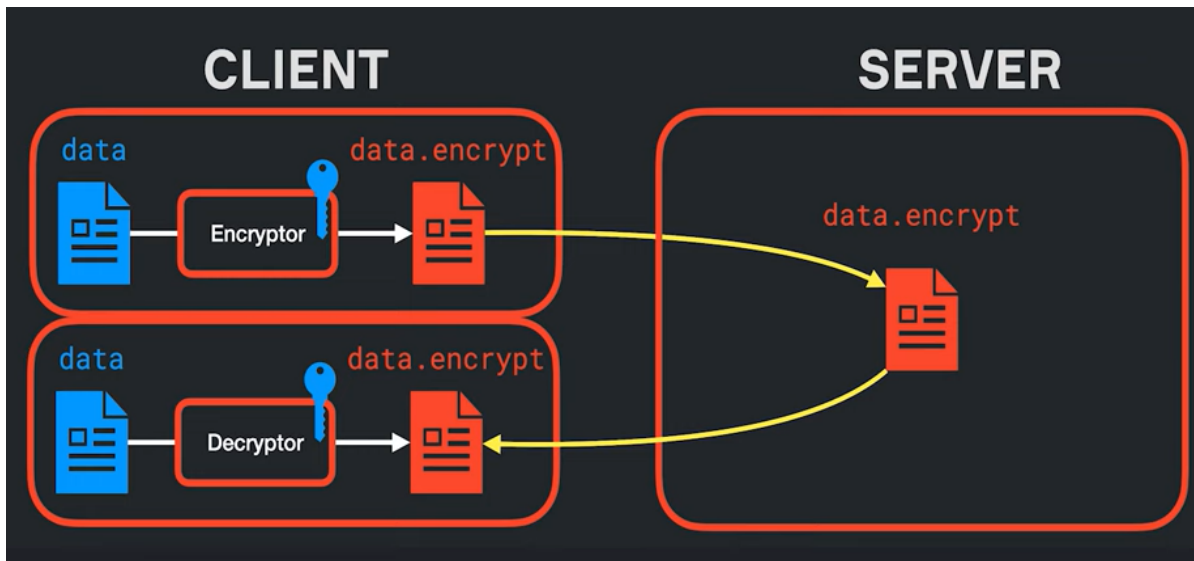 CLIENT
SERVER
data
data.encrypt
Encryptor
data.encrypt
data
data.encrypt
Decryptor